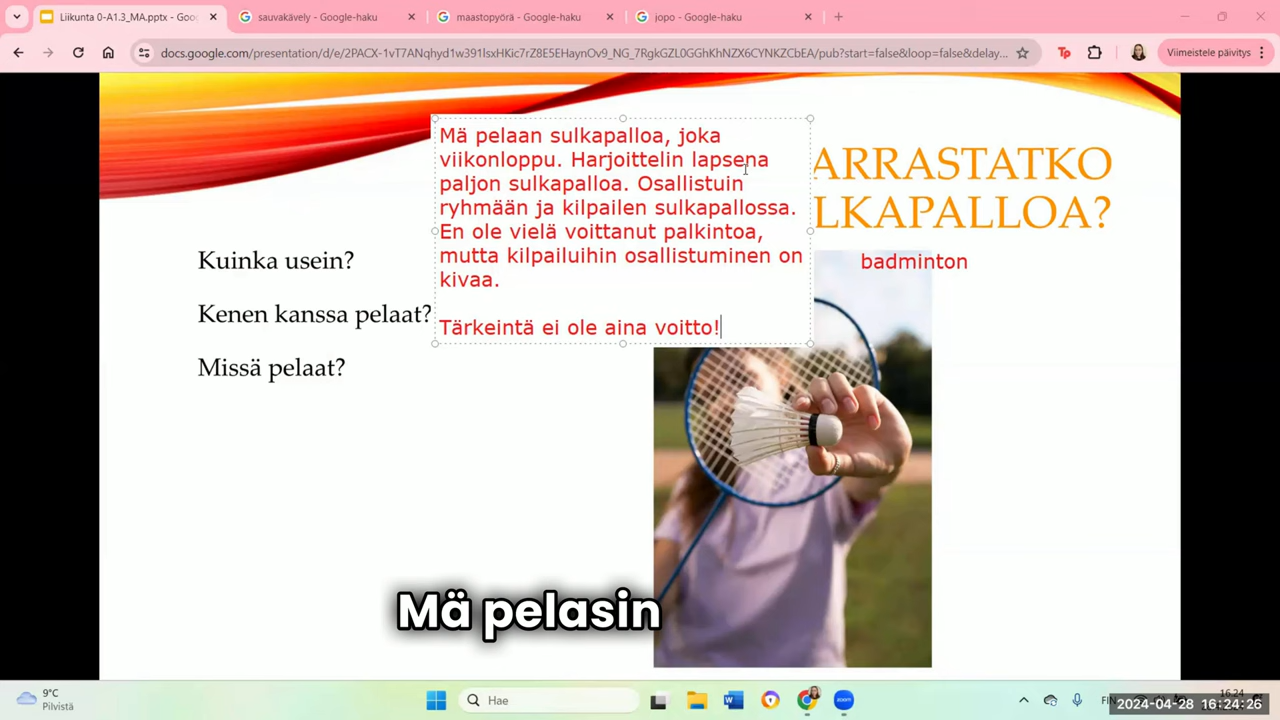 Liikunta 0-A1.3_MA.pptx - Goo
sauvakävely - Google-haku
maastopyörä - Google-haku
jopo - Google-haku
docs.google.com/presentation/d/e/2PACX-1vT7ANqhyd1w391lsxHKic7rZ8E5EHaynOv9_NG_7RgkGZL0GGhKhNZX6CYNKZCbEA/pub?start=false&loop=false&delay...
Viimeistele päivitys
Mä pelaan sulkapalloa, joka
viikonloppu. Harjoittelin lapsena
paljon sulkapalloa. Osallistuin
ryhmään ja kilpailen sulkapallossa.
En ole vielä voittanut palkintoa,
mutta kilpailuihin osallistuminen on
kivaa.
Tärkeintä ei ole aina voitto!
ARRASTATKO
LKAPALLOA?
badminton
Kuinka usein?
Kenen kanssa pelaat?
Missä pelaat?
Mä pelasin
9°C
Pilvistä
Hae
FIN
16.24
2024-04-28 16:24:26